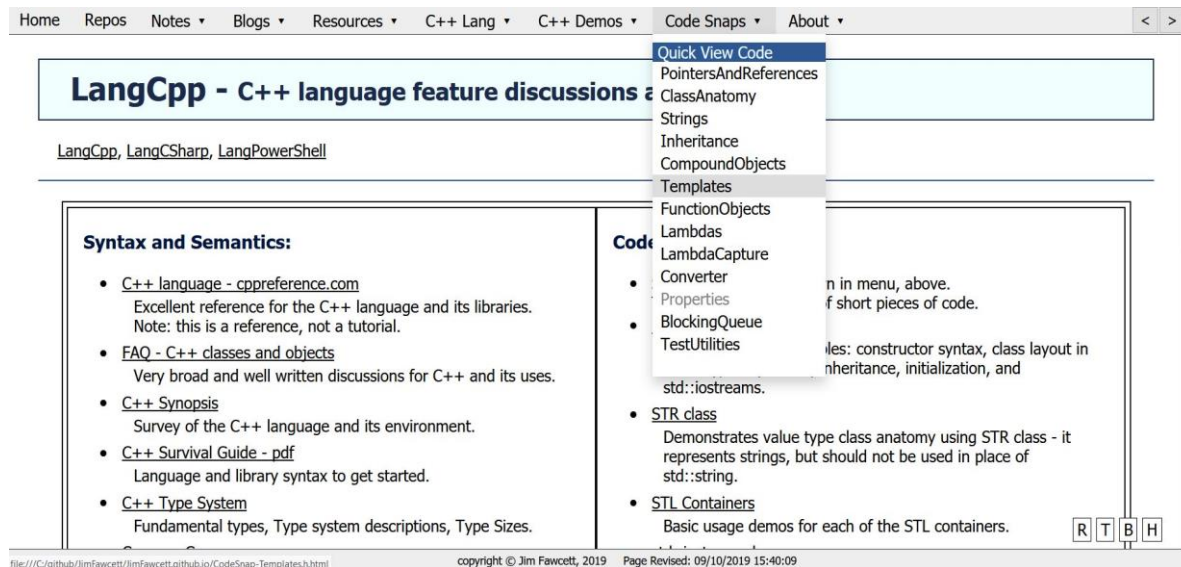 Home Repos Notes ▾ Blogs ▾ Resources ▾ C++ Lang ▾ C++ Demos ▾ Code Snaps ▾ About ▾ < >
Quick View Code
PointersAndReferences
ClassAnatomy
Strings
Inheritance
CompoundObjects
Templates
FunctionObjects
Lambdas
LambdaCapture
Converter
Properties
BlockingQueue
TestUtilities
LangCpp - C++ language feature discussions a
LangCpp, LangCSharp, LangPowerShell
Syntax and Semantics:
• C++ language - cppreference.com
Excellent reference for the C++ language and its libraries.
Note: this is a reference, not a tutorial.
• FAQ - C++ classes and objects
Very broad and well written discussions for C++ and its uses.
• C++ Synopsis
Survey of the C++ language and its environment.
• C++ Survival Guide - pdf
Language and library syntax to get started.
• C++ Type System
Fundamental types, Type system descriptions, Type Sizes.
Code
n in menu, above.
f short pieces of code.
les: constructor syntax, class layout in
nheritance, initialization, and
std::iostreams.
• STR class
Demonstrates value type class anatomy using STR class - it
represents strings, but should not be used in place of
std::string.
• STL Containers
Basic usage demos for each of the STL containers.
R T B H
file:///C:/github/JimFawcett/JimFawcett.github.io/CodeSnap-Templates.h.html
copyright © Jim Fawcett, 2019 Page Revised: 09/10/2019 15:40:09